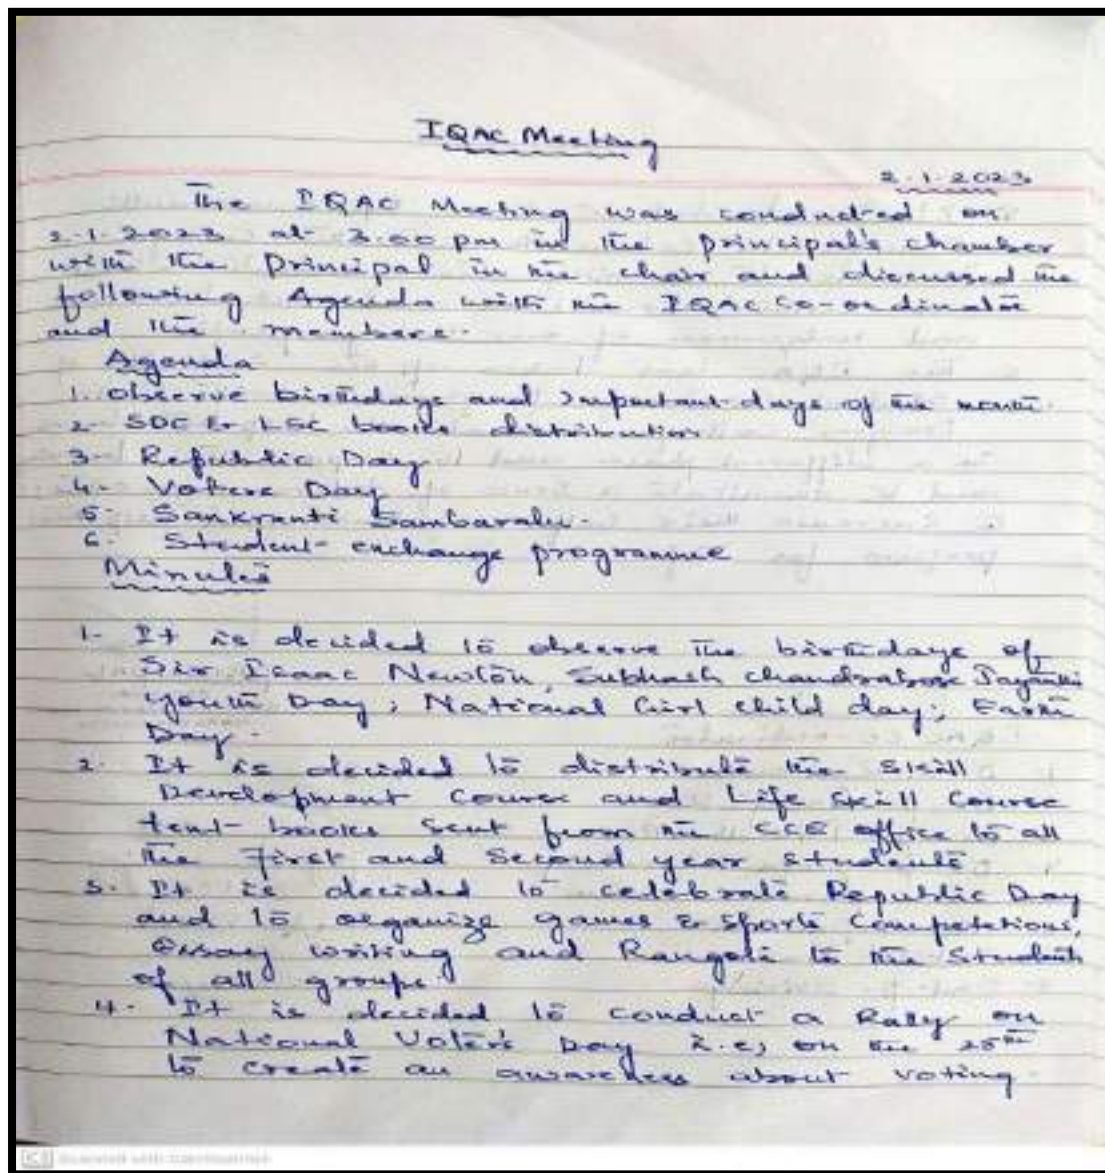 IQAC Meeting
2.1.2023
The IQAC Meeting was conducted on
2-1-2023 at 3.00 pm in the principal's chamber
with the Principal in the chair and discussed the
following Agenda with the IQAC Co-ordinator
and the members.
Agenda
1. Observe birthdays and Important days of the month.
2- SDC & LSC books distribution
3- Republic Day
4- Voters Day
5- Sankranti Sambaralu.
6. Student exchange programme
Minutes
1- It is decided to observe the birthdays of
Sir Isaac Newton, Subhash Chandrabose Jayanti
Youth Day; National Girl child day; Earth
Day.
2. It is decided to distribute the Skill
Development Course and Life Skill Course
text books sent from the CCE office to all
the First and Second year students
3. It is decided to celebrate Republic Day
and to organize games & Sports Competetions,
Essay writing and Rangoli to the Students
of all groups.
4. It is decided to conduct a Rally on
National Voter's Day i.e; on the 25th
to create an awareness about voting.
Scanned with